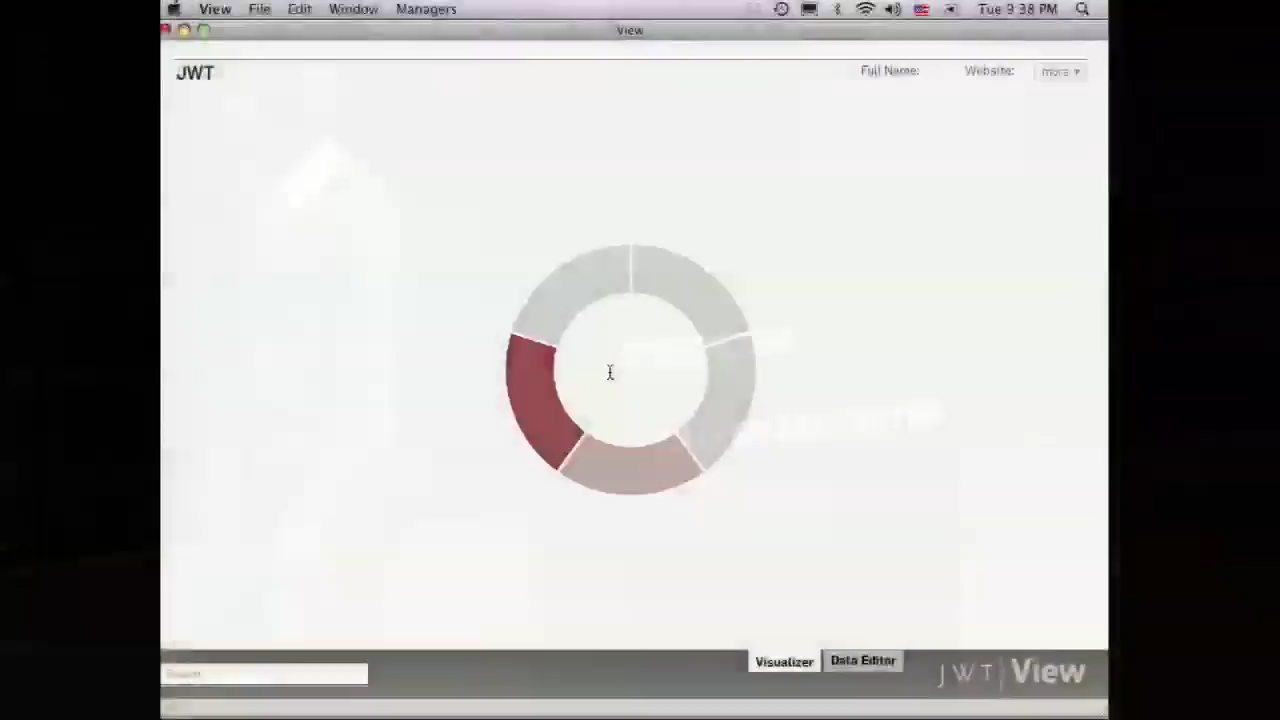 View File Edit Window Managers Tue 9:38 PM
View
JWT Full Name: Website: more
Visualizer Data Editor JWT View